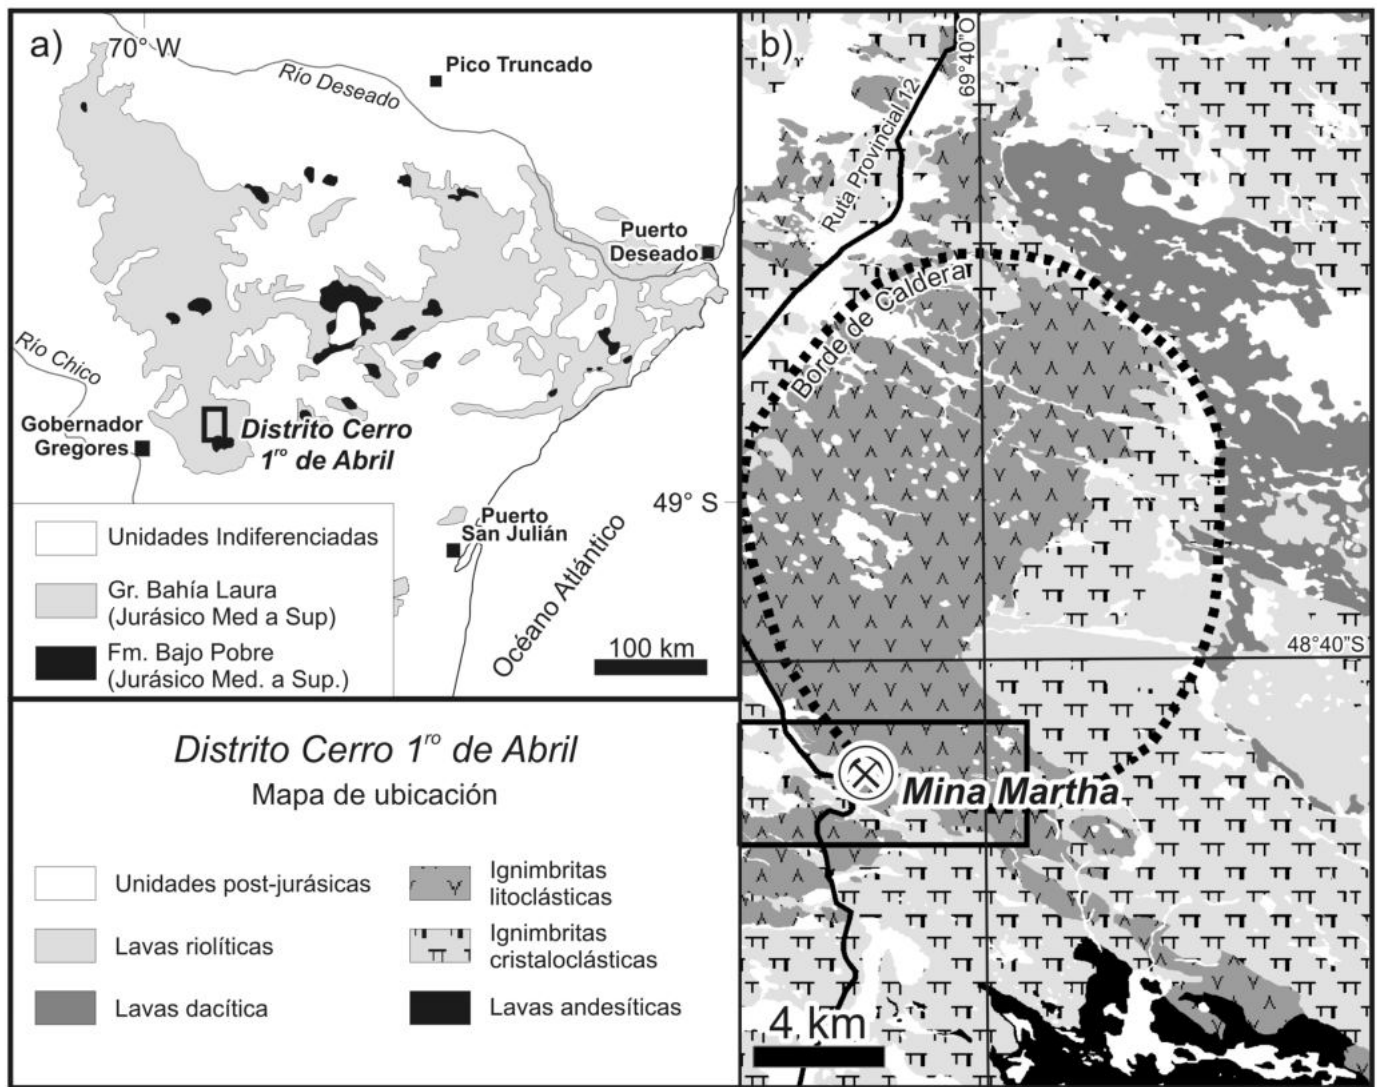 a)
70° W
Río Deseado
Pico Truncado
Puerto
Deseado
Río Chico
Gobernador
Gregores
Distrito Cerro
1ro de Abril
49° S
Puerto
San Julián
Océano Atlántico
100 km
Unidades Indiferenciadas
Gr. Bahía Laura
(Jurásico Med a Sup)
Fm. Bajo Pobre
(Jurásico Med. a Sup.)
Distrito Cerro 1ro de Abril
Mapa de ubicación
Unidades post-jurásicas
Lavas riolíticas
Lavas dacítica
Ignimbritas
litoclásticas
Ignimbritas
cristaloclásticas
Lavas andesíticas
b)
69°40"O
Ruta Provincial 12
Borde de Caldera
48°40"S
Mina Martha
4 km